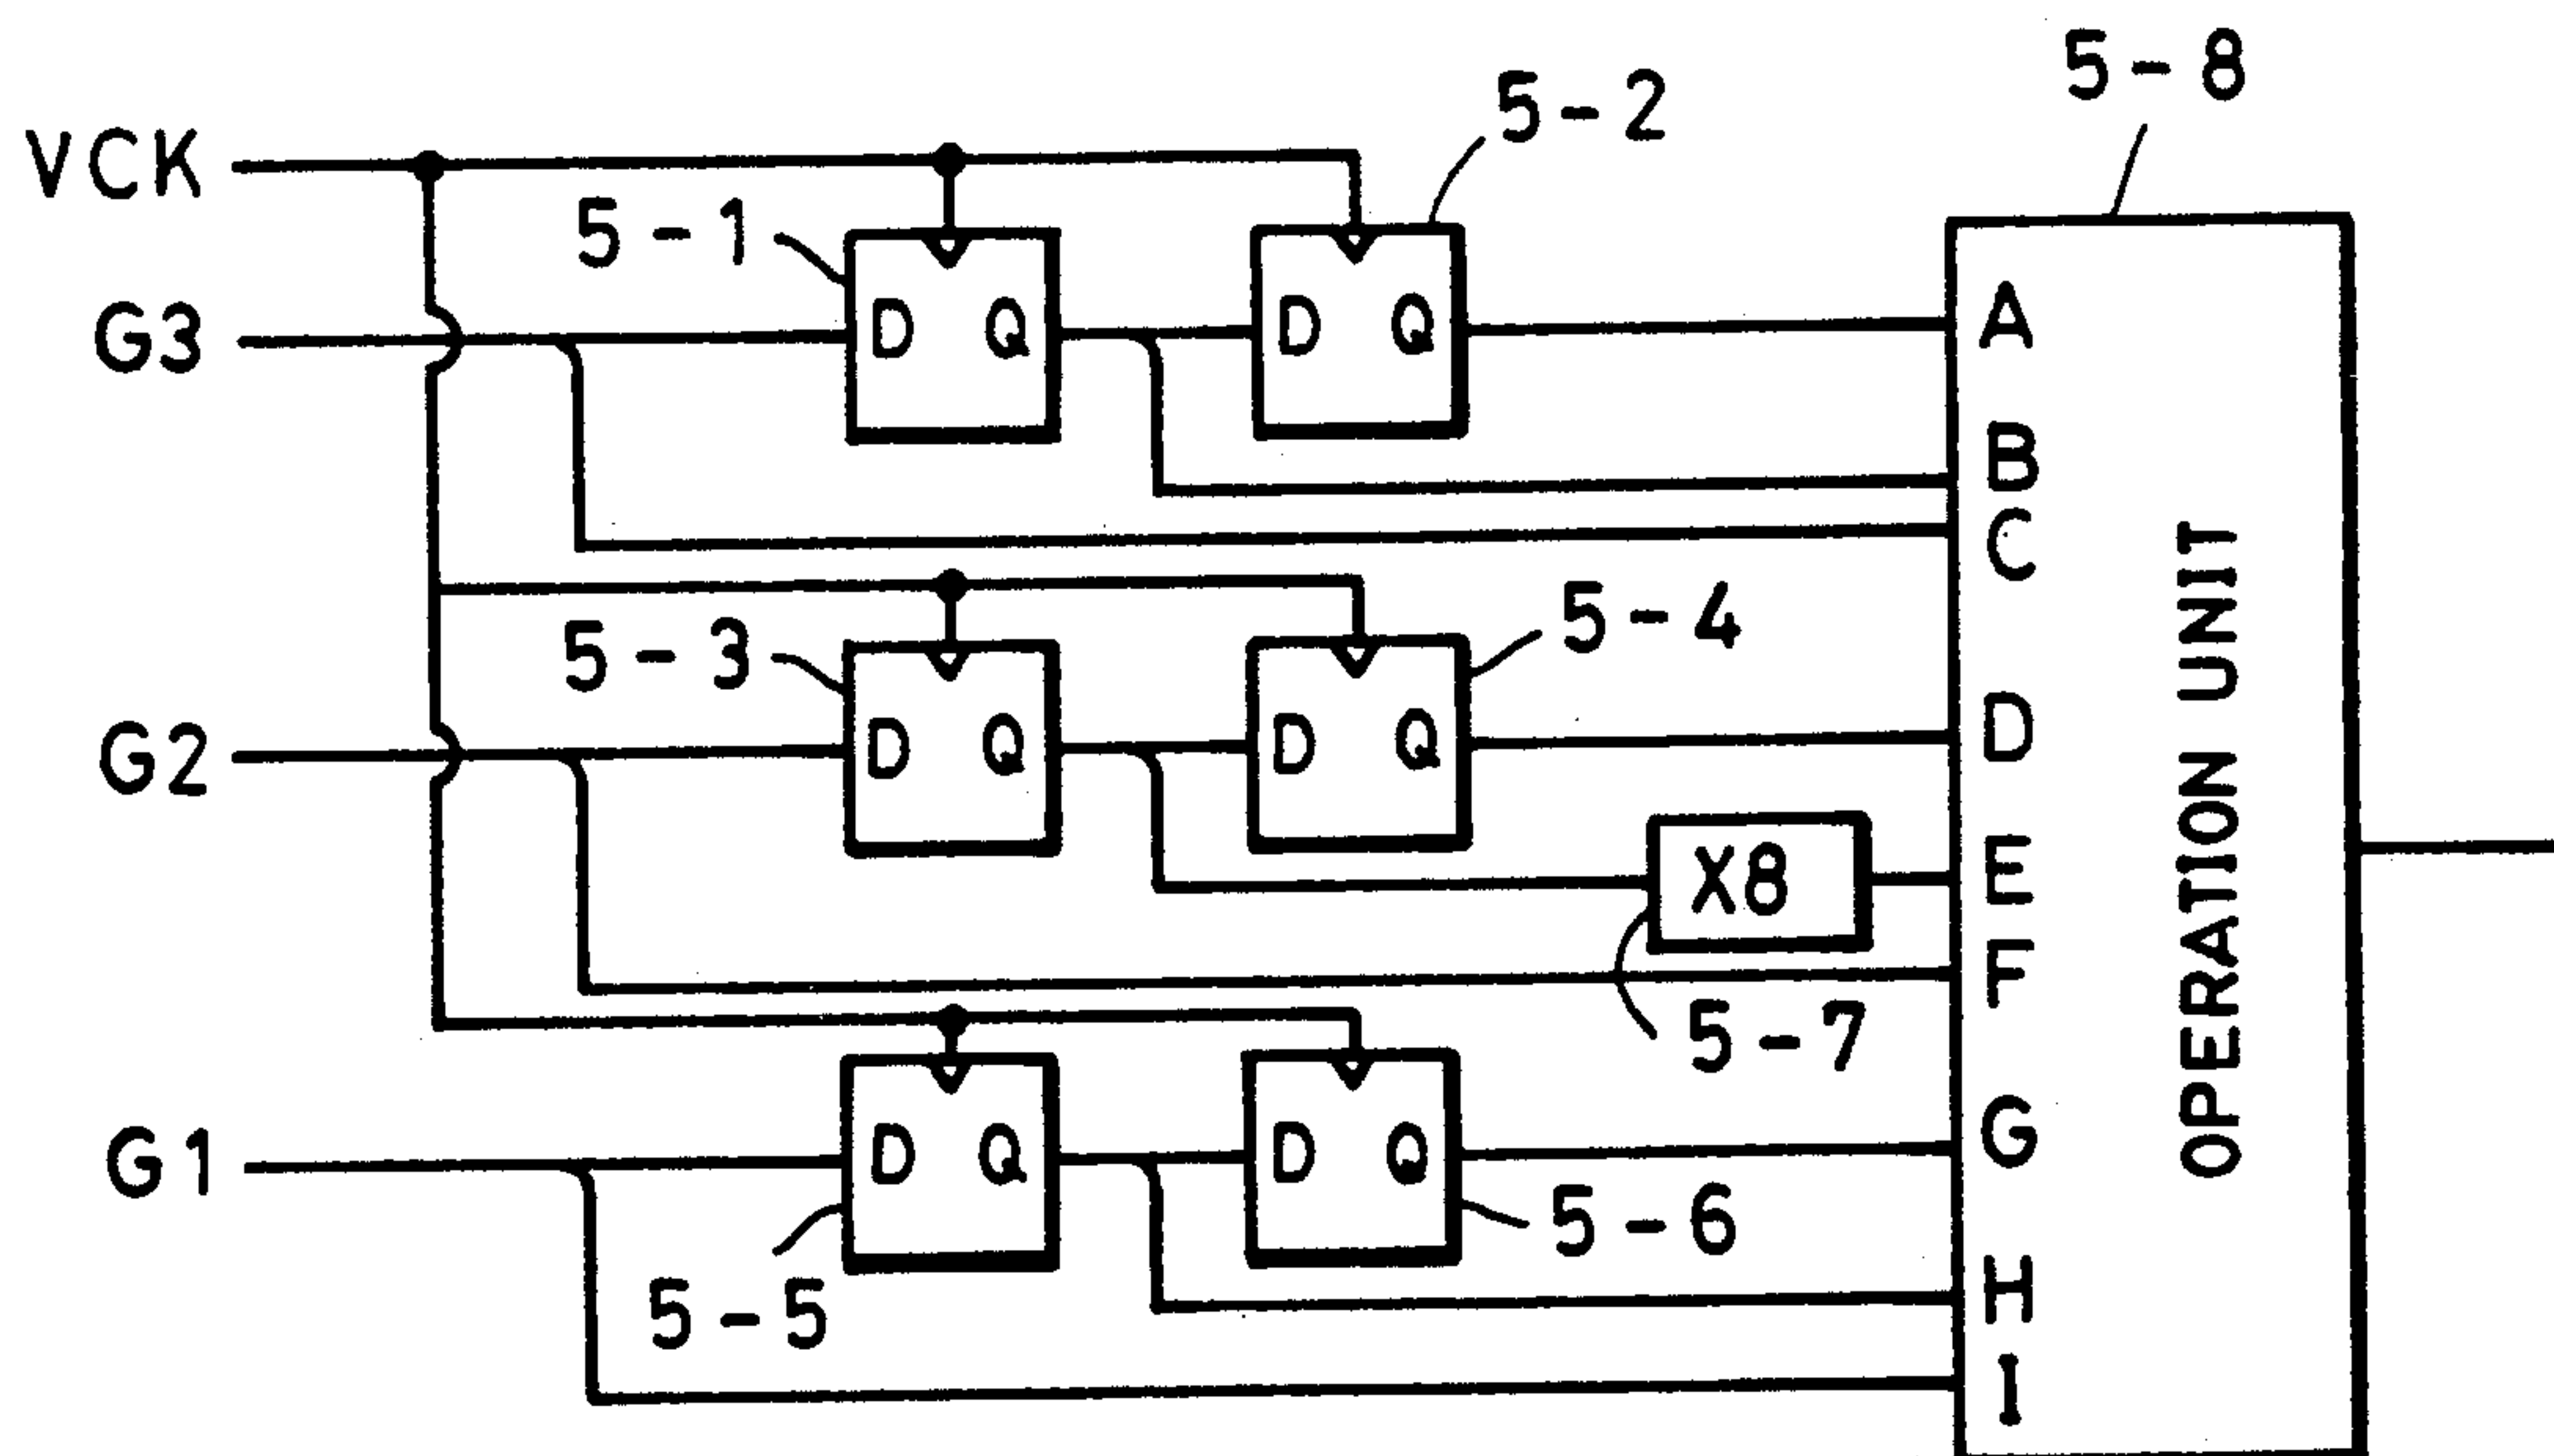 5-8
5-2
VCK
5-1
G3
D Q
D Q
A
B
C
5-3
5-4
G2
D Q
D Q
D
X8
E
F
5-7
G1
D Q
D Q
G
5-6
5-5
H
I
OPERATION UNIT